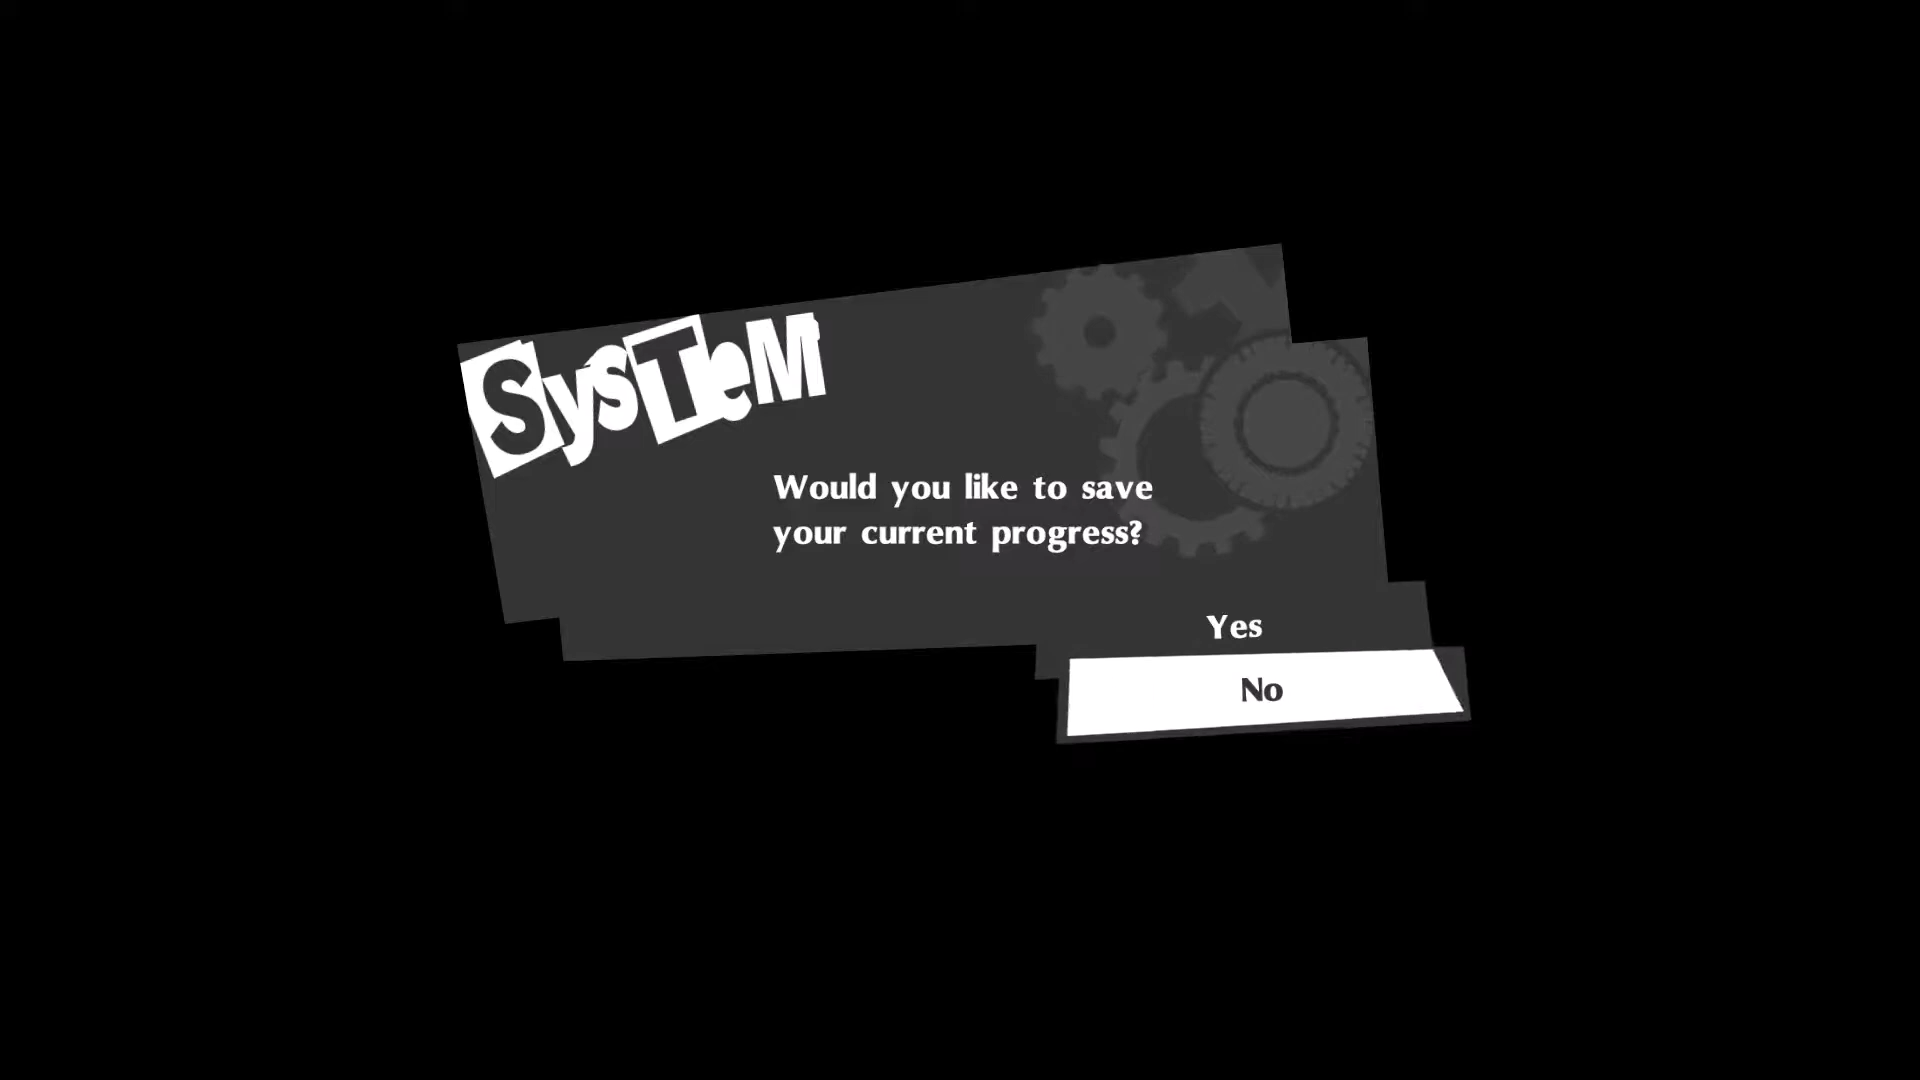 SysTeM
Would you like to save
your current progress?
Yes
No